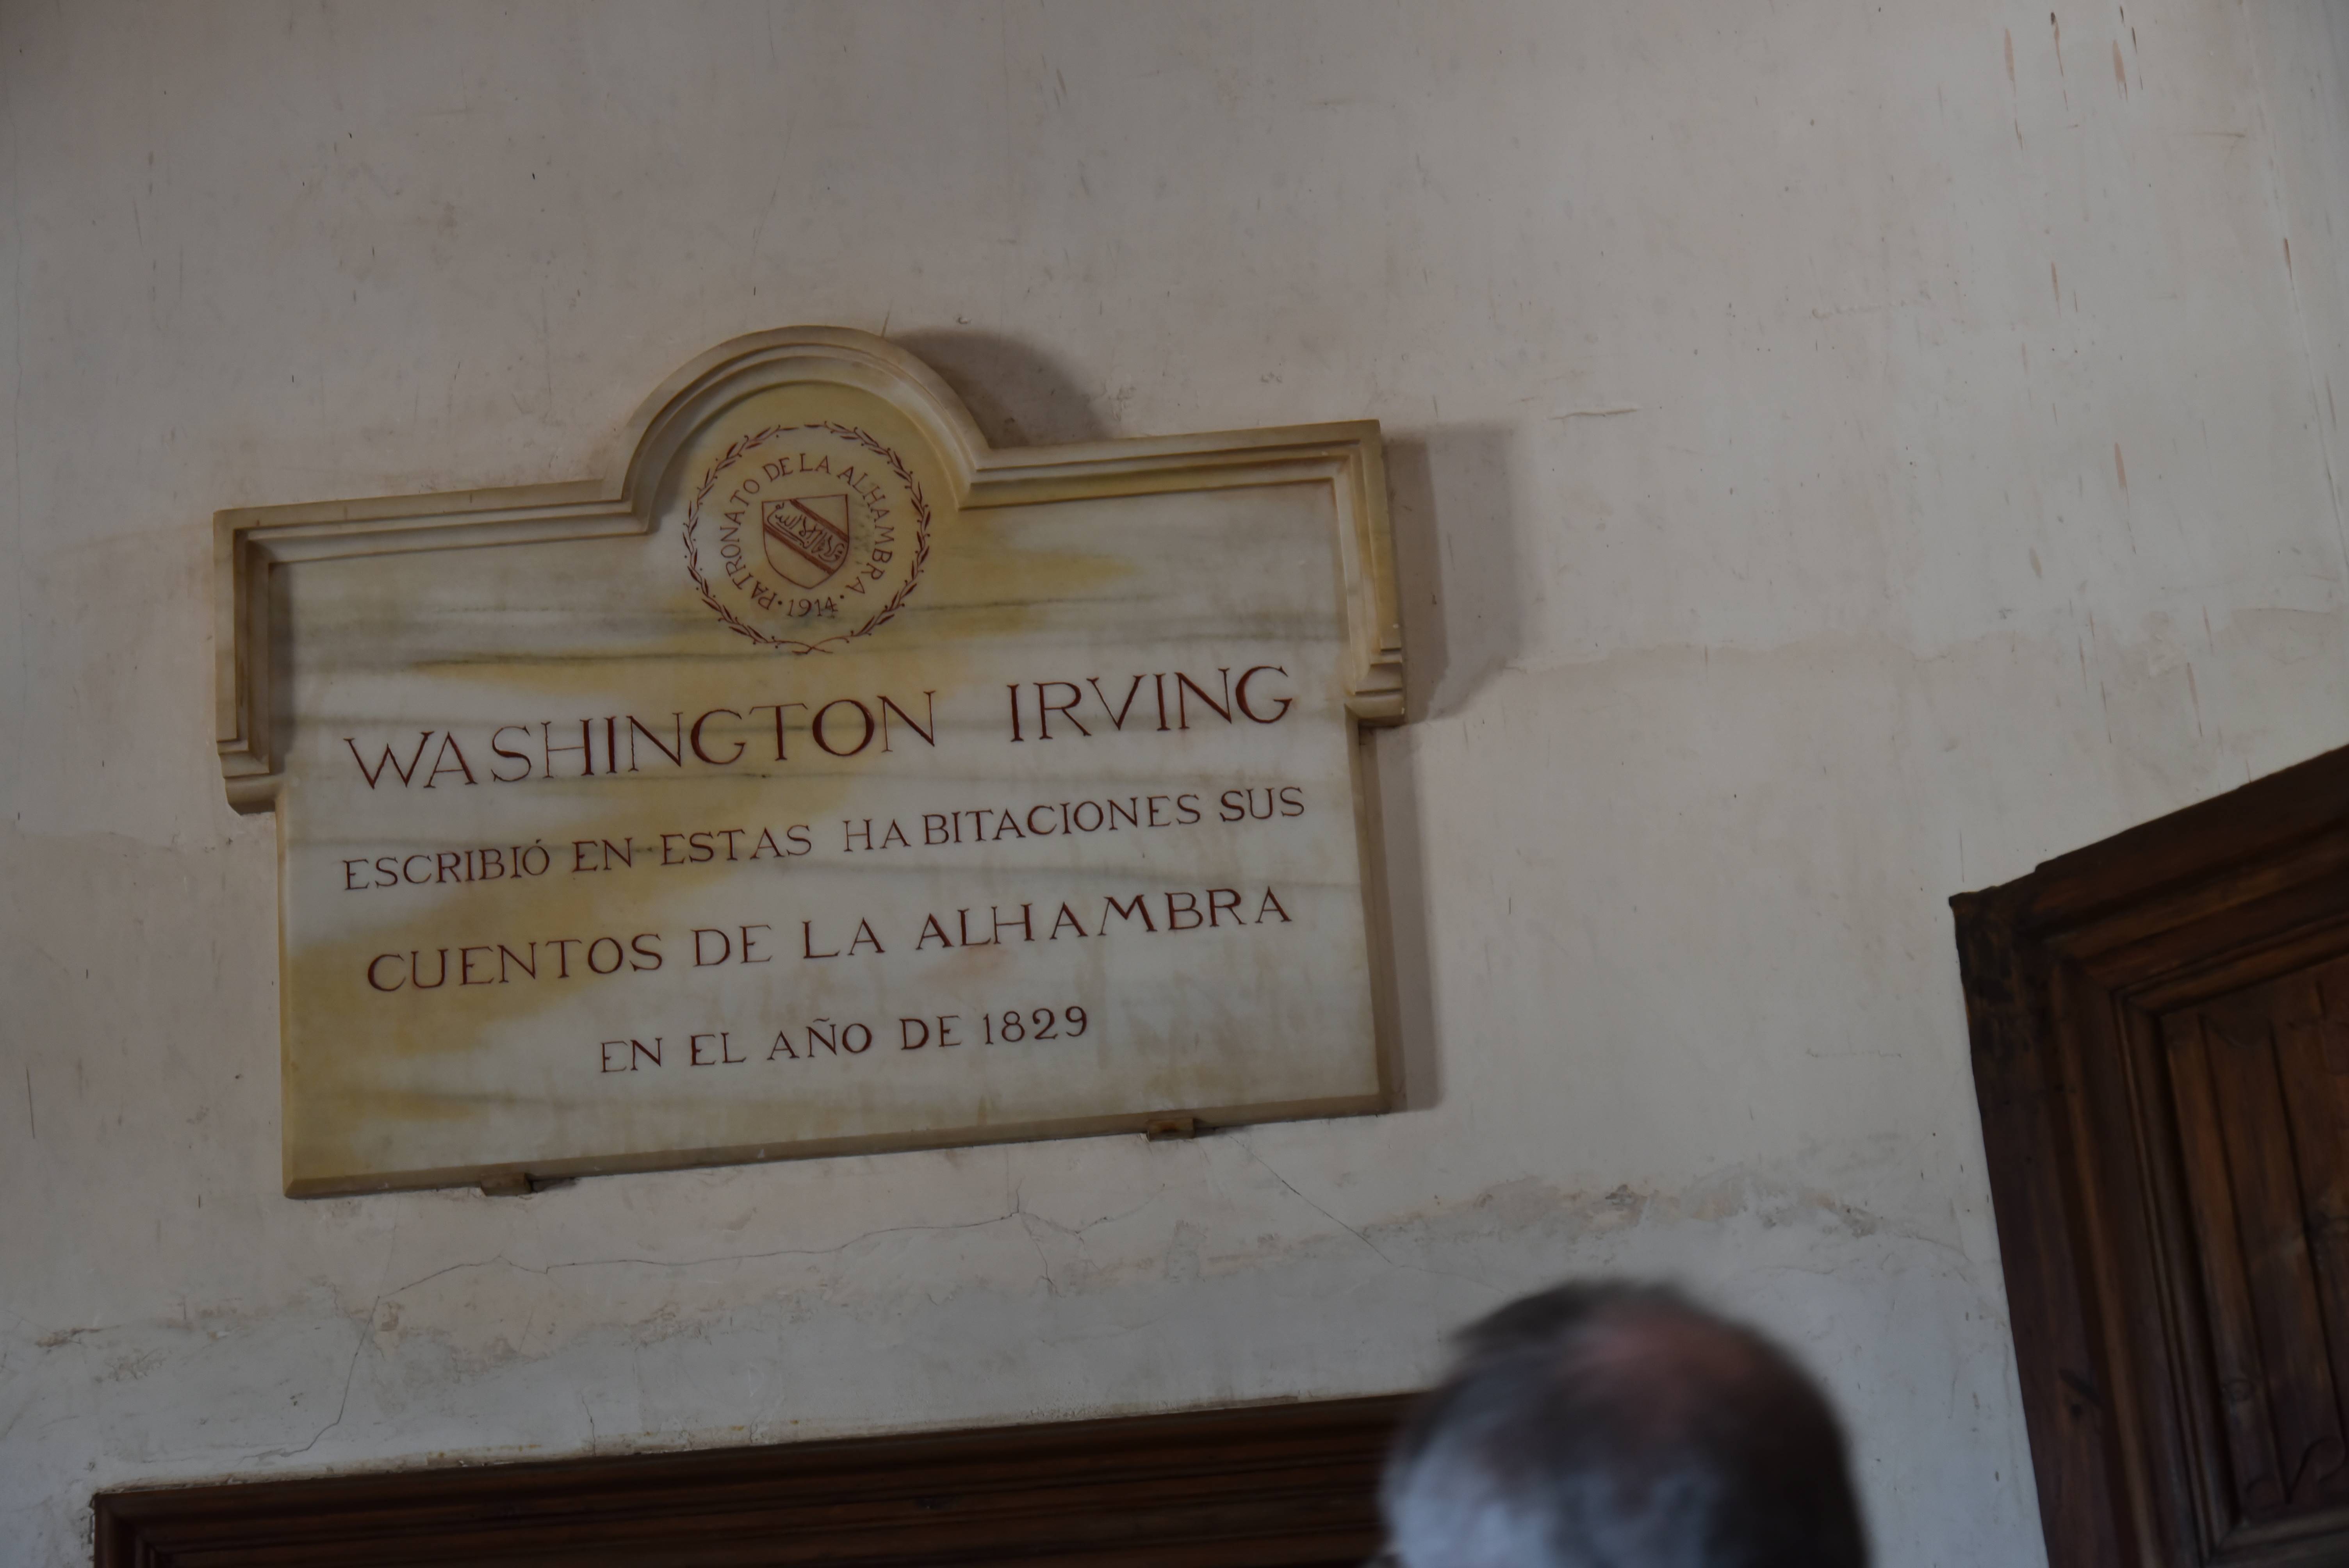 PATRONATO DE LA ALHAMBRA
· 1914 ·
WASHINGTON IRVING
ESCRIBIÓ EN ESTAS HABITACIONES SUS
CUENTOS DE LA ALHAMBRA
EN EL AÑO DE 1829